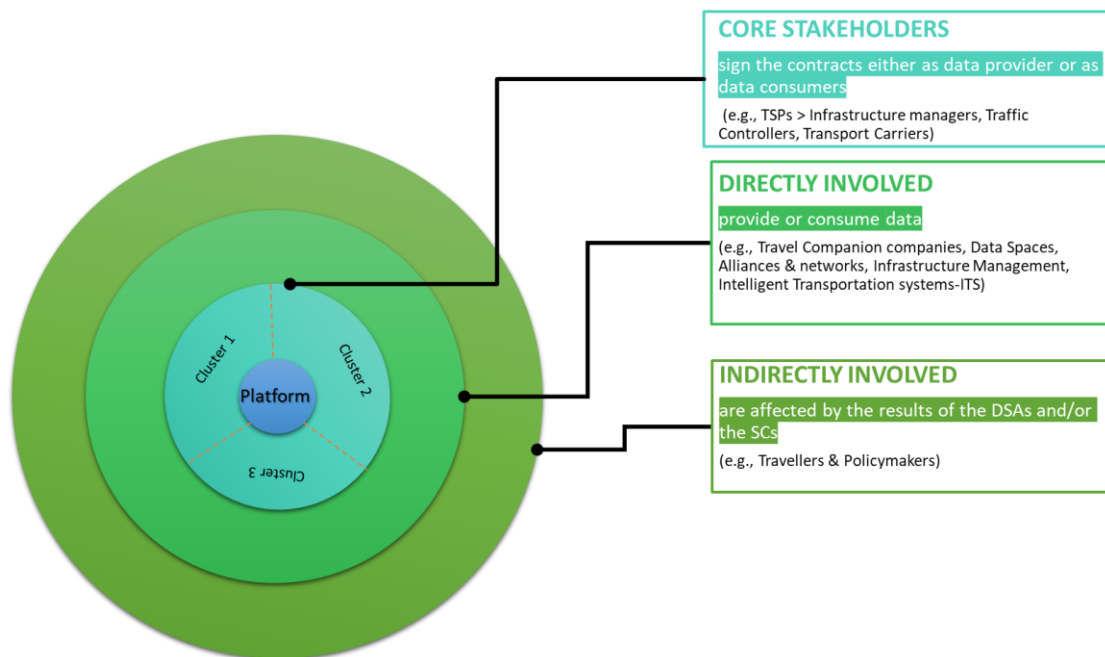 CORE STAKEHOLDERS
sign the contracts either as data provider or as
data consumers
(e.g., TSPs > Infrastructure managers, Traffic
Controllers, Transport Carriers)
DIRECTLY INVOLVED
provide or consume data
(e.g., Travel Companion companies, Data Spaces,
Alliances & networks, Infrastructure Management,
Intelligent Transportation systems-ITS)
INDIRECTLY INVOLVED
are affected by the results of the DSAs and/or
the SCs
(e.g., Travellers & Policymakers)
Cluster 1
Cluster 2
Platform
Cluster 3